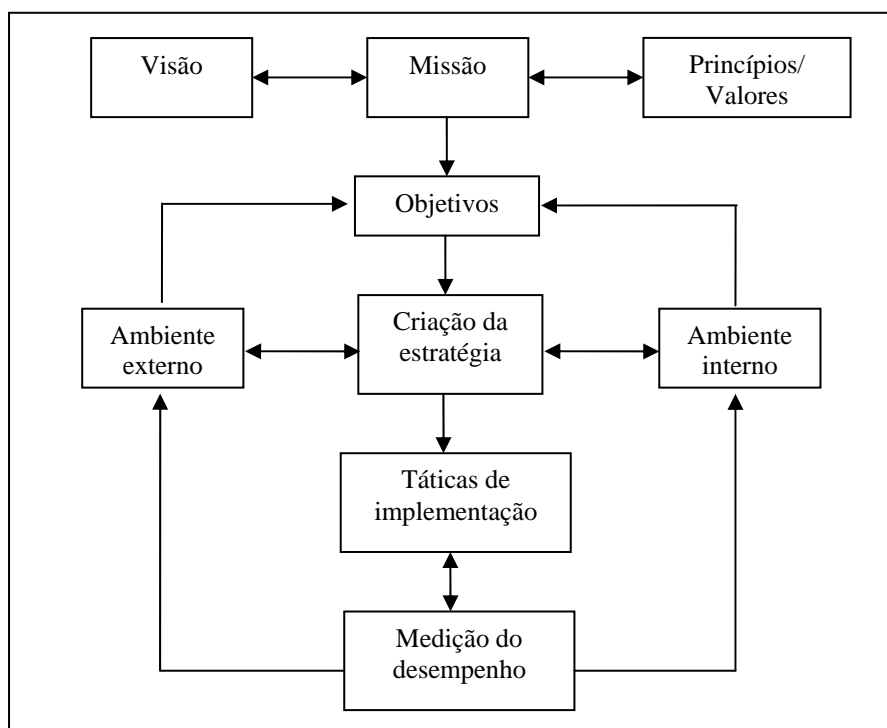 Visão
Missão
Princípios/
Valores
Objetivos
Ambiente
externo
Criação da
estratégia
Ambiente
interno
Táticas de
implementação
Medição do
desempenho